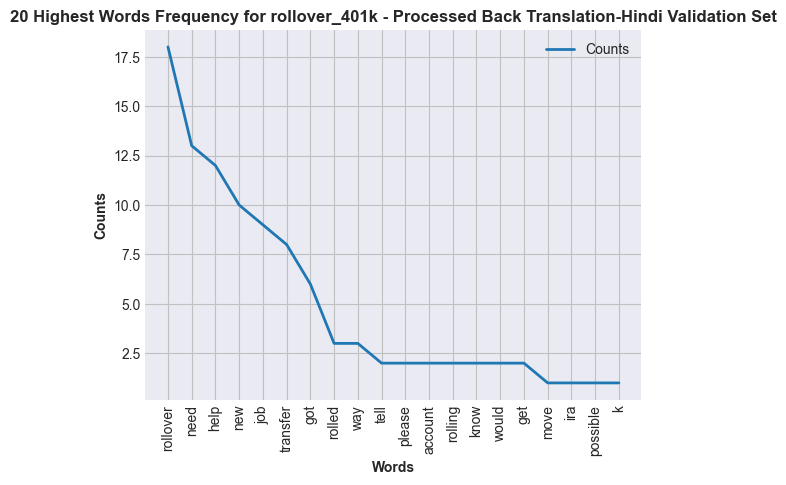 20 Highest Words Frequency for rollover_401k - Processed Back Translation-Hindi Validation Set
Counts
17.5
15.0
12.5
10.0
7.5
5.0
2.5
Counts
rollover
need
help
new
job
transfer
got
rolled
way
tell
please
account
rolling
know
would
get
move
ira
possible
k
Words